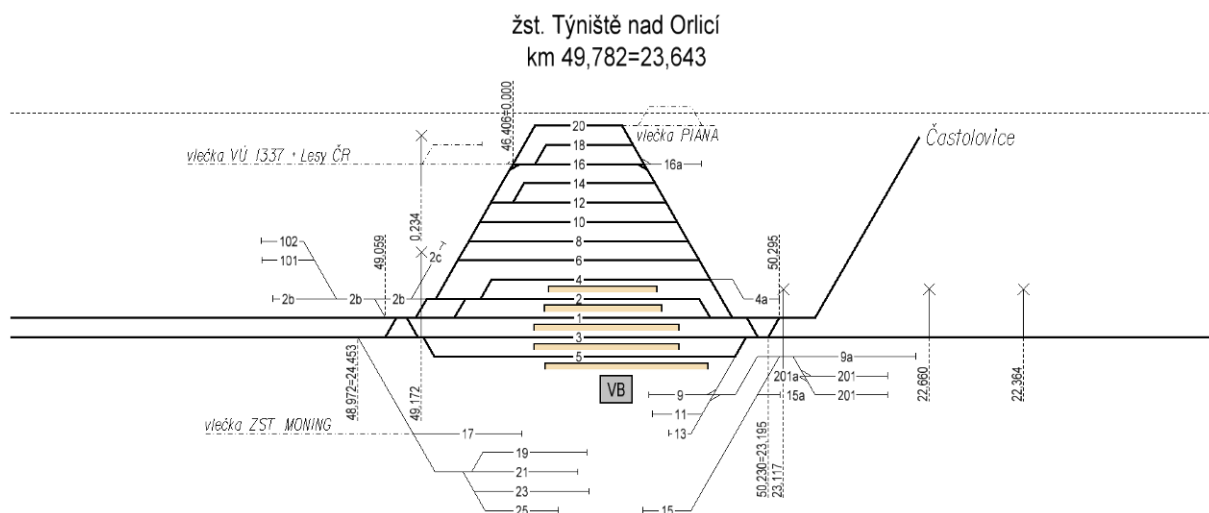 žst. Týniště nad Orlicí
km 49,782=23,643
46,406=0,000
20
vlečka PIANA
Častolovice
18
vlečka VÚ 1337 + Lesy ČR
16
16a
14
12
0,234
10
102
49,059
8
50,295
101
2c
6
4
2b
2b
2b
2
4a
1
3
5
9a
VB
201a
201
9
15a
201
48,972=24,453
49,172
22,660
22,364
11
vlečka ZST MONING
17
13
50,230=23,195
23,117
19
21
23
25
15